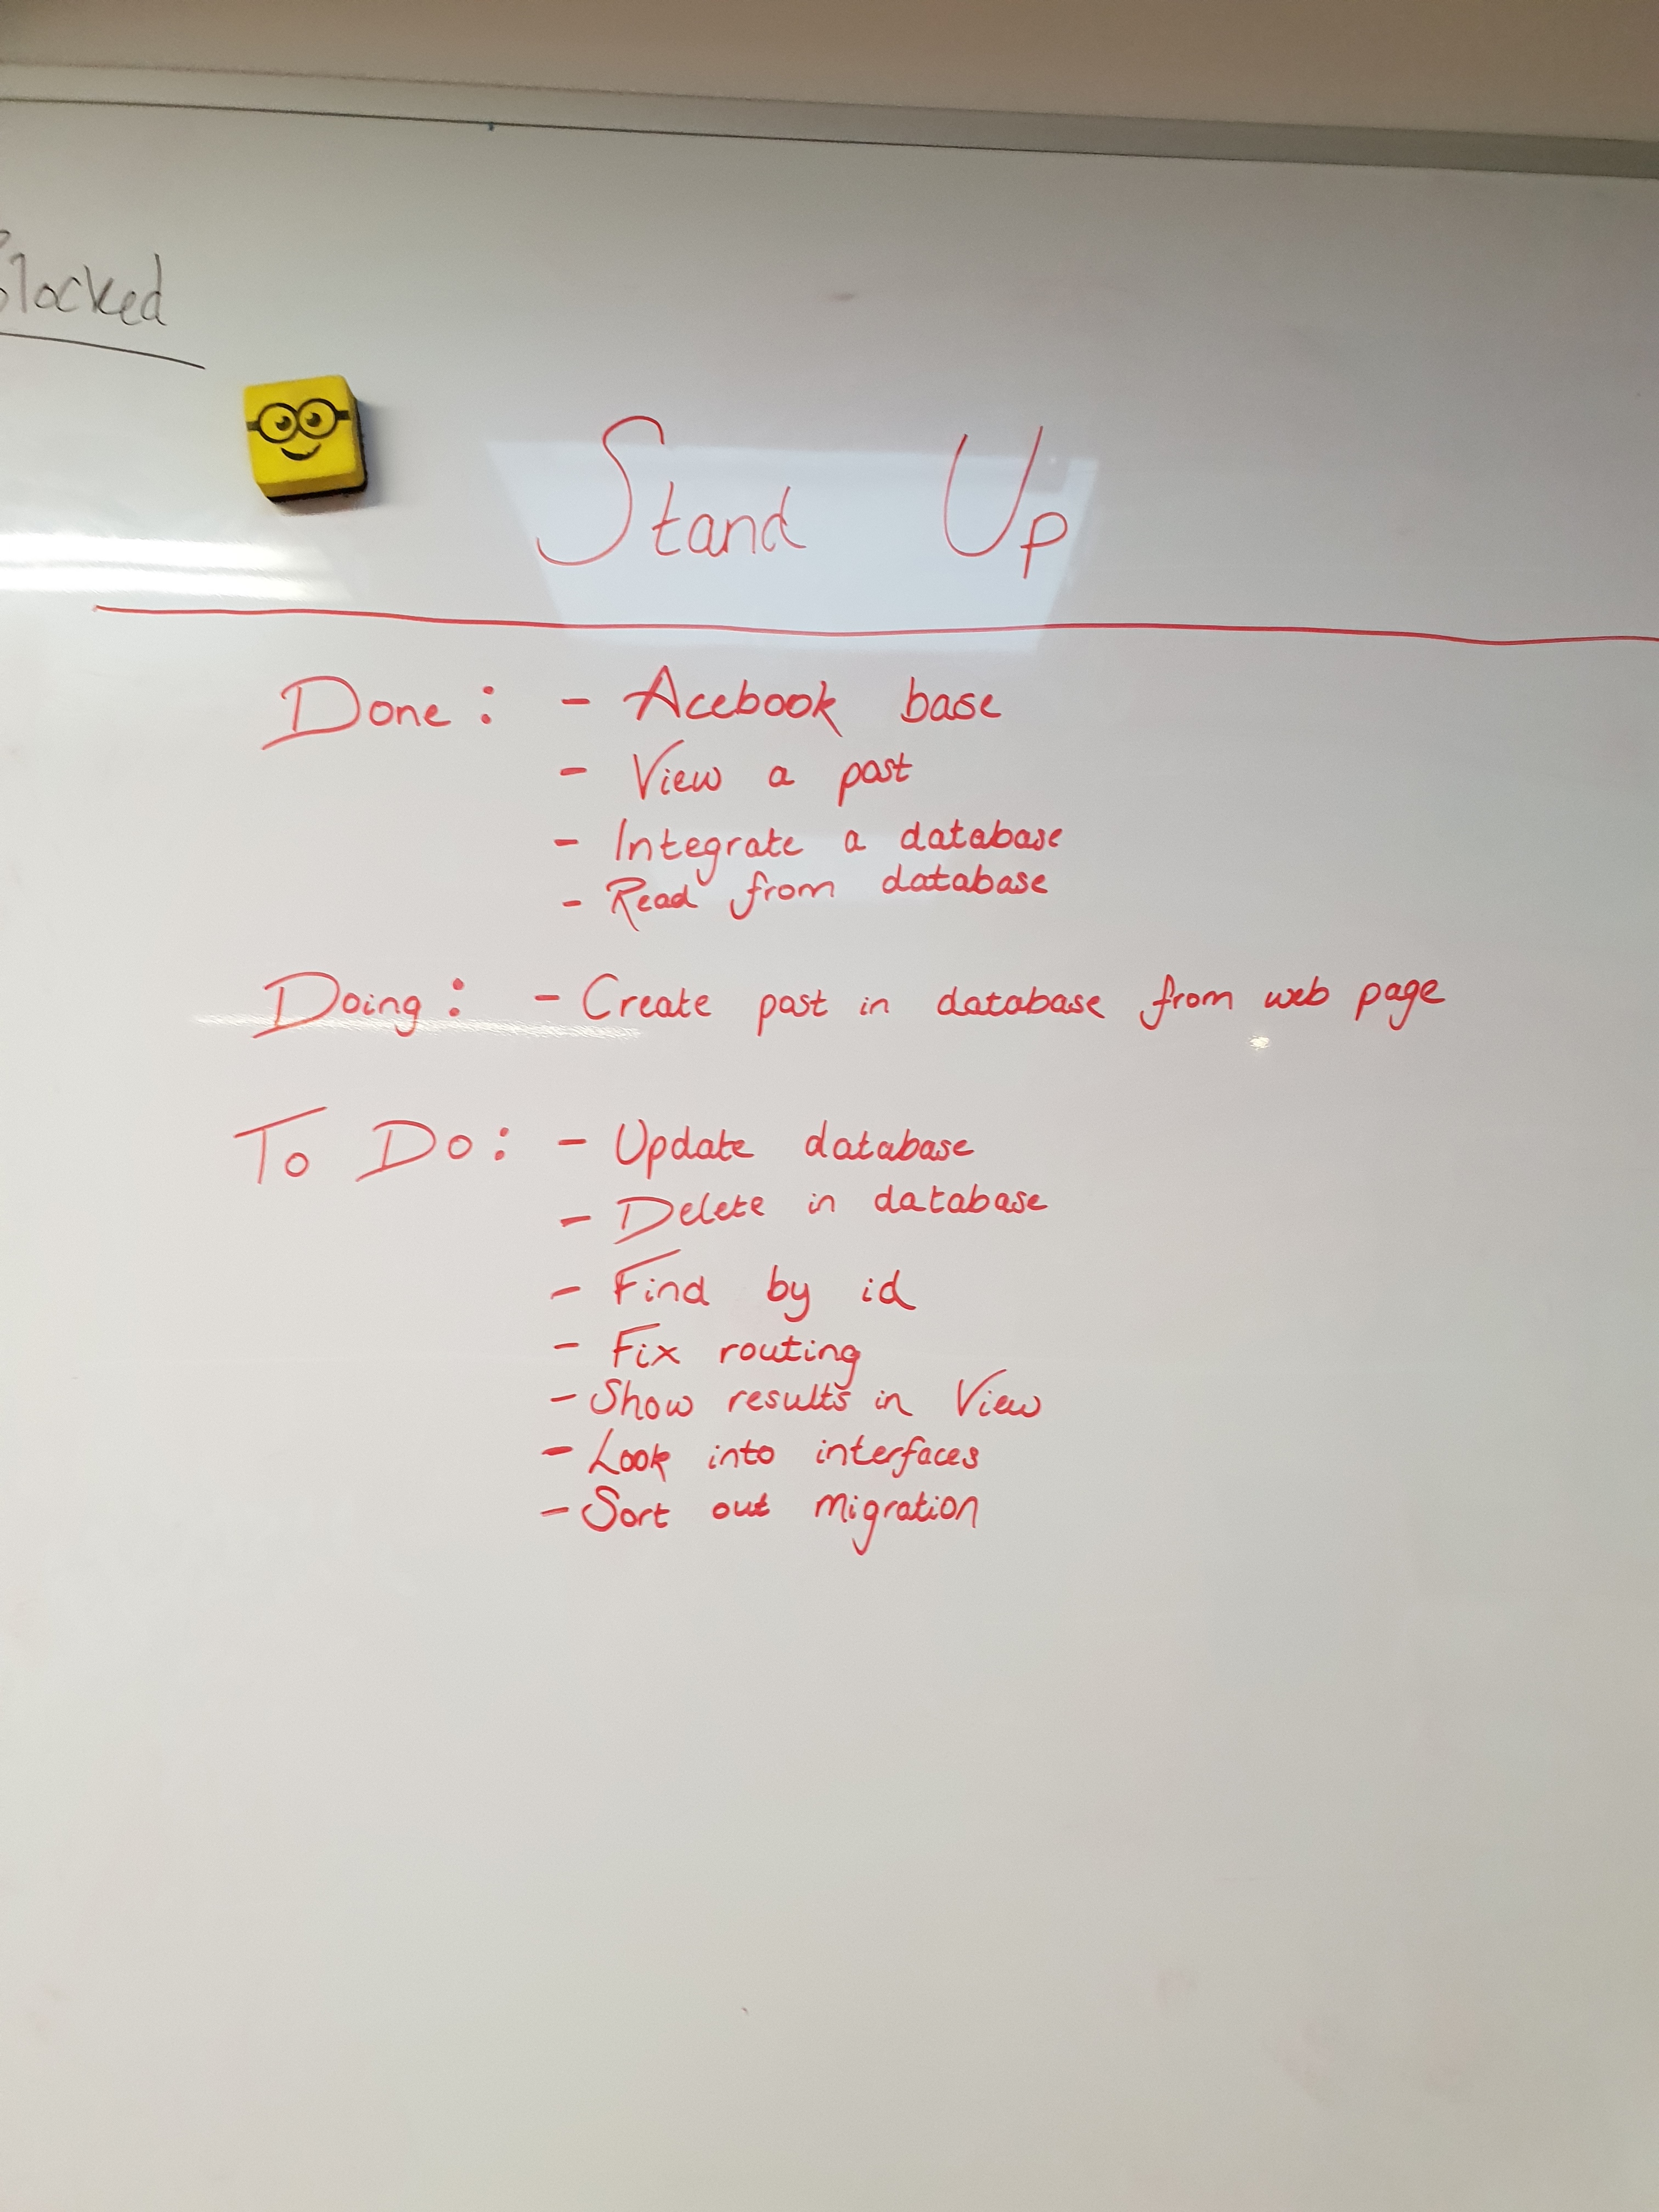 Blocked
Stand Up
Done: - Acebook base
- View a post
- Integrate a database
- Read from database
Doing: - Create post in database from web page
To Do: - Update database
- Delete in database
- Find by id
- Fix routing
- Show results in View
- Look into interfaces
- Sort out migration